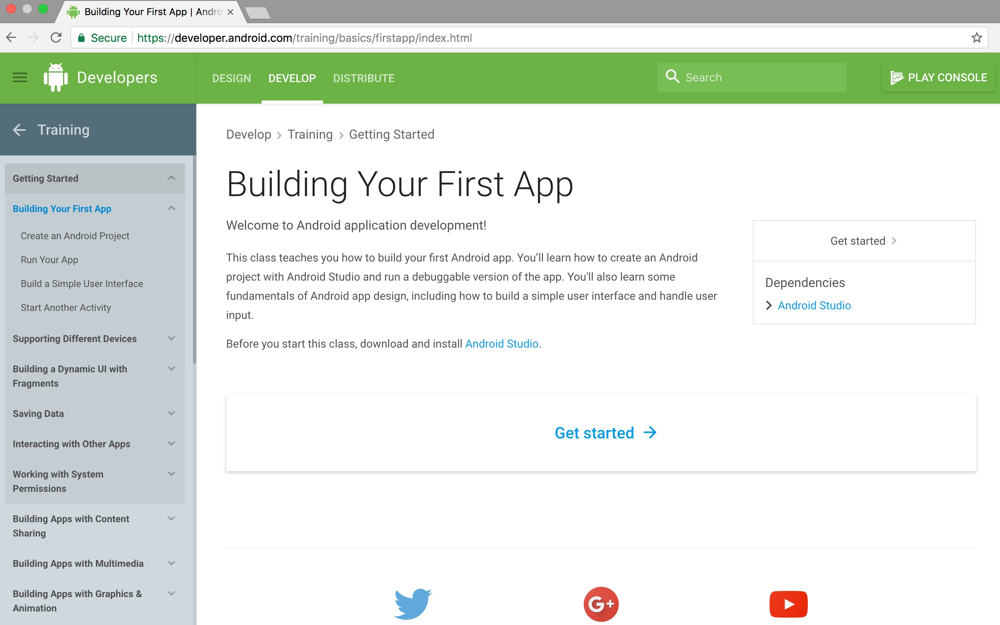 Building Your First App | Andro
Secure
https://developer.android.com/training/basics/firstapp/index.html
Developers
DESIGN
DEVELOP
DISTRIBUTE
Search
PLAY CONSOLE
Training
Getting Started
Building Your First App
Create an Android Project
Run Your App
Build a Simple User Interface
Start Another Activity
Supporting Different Devices
Building a Dynamic UI with
Fragments
Saving Data
Interacting with Other Apps
Working with System
Permissions
Building Apps with Content
Sharing
Building Apps with Multimedia
Building Apps with Graphics &
Animation
Develop > Training > Getting Started
Building Your First App
Welcome to Android application development!
This class teaches you how to build your first Android app. You’ll learn how to create an Android
project with Android Studio and run a debuggable version of the app. You'll also learn some
fundamentals of Android app design, including how to build a simple user interface and handle user
input.
Before you start this class, download and install Android Studio.
Get started
Dependencies
Android Studio
Get started
G+